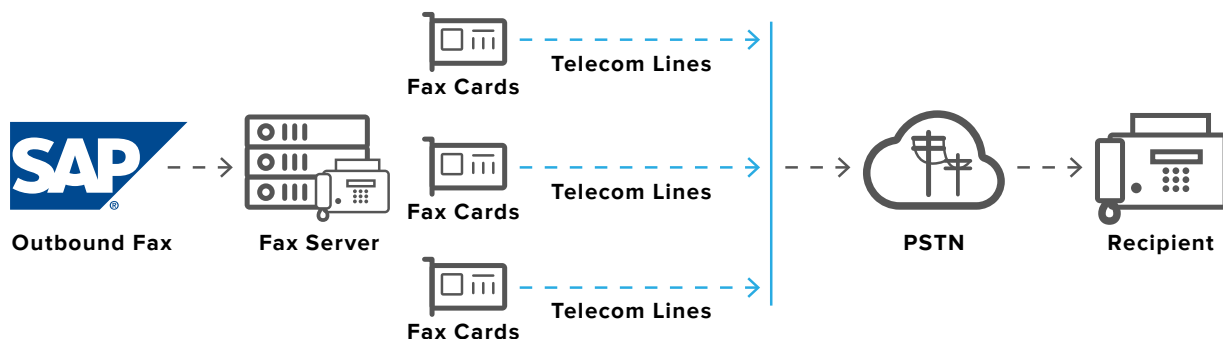 Fax Cards
Telecom Lines
SAP
®
Outbound Fax
Fax Server
Fax Cards
Telecom Lines
PSTN
Recipient
Fax Cards
Telecom Lines